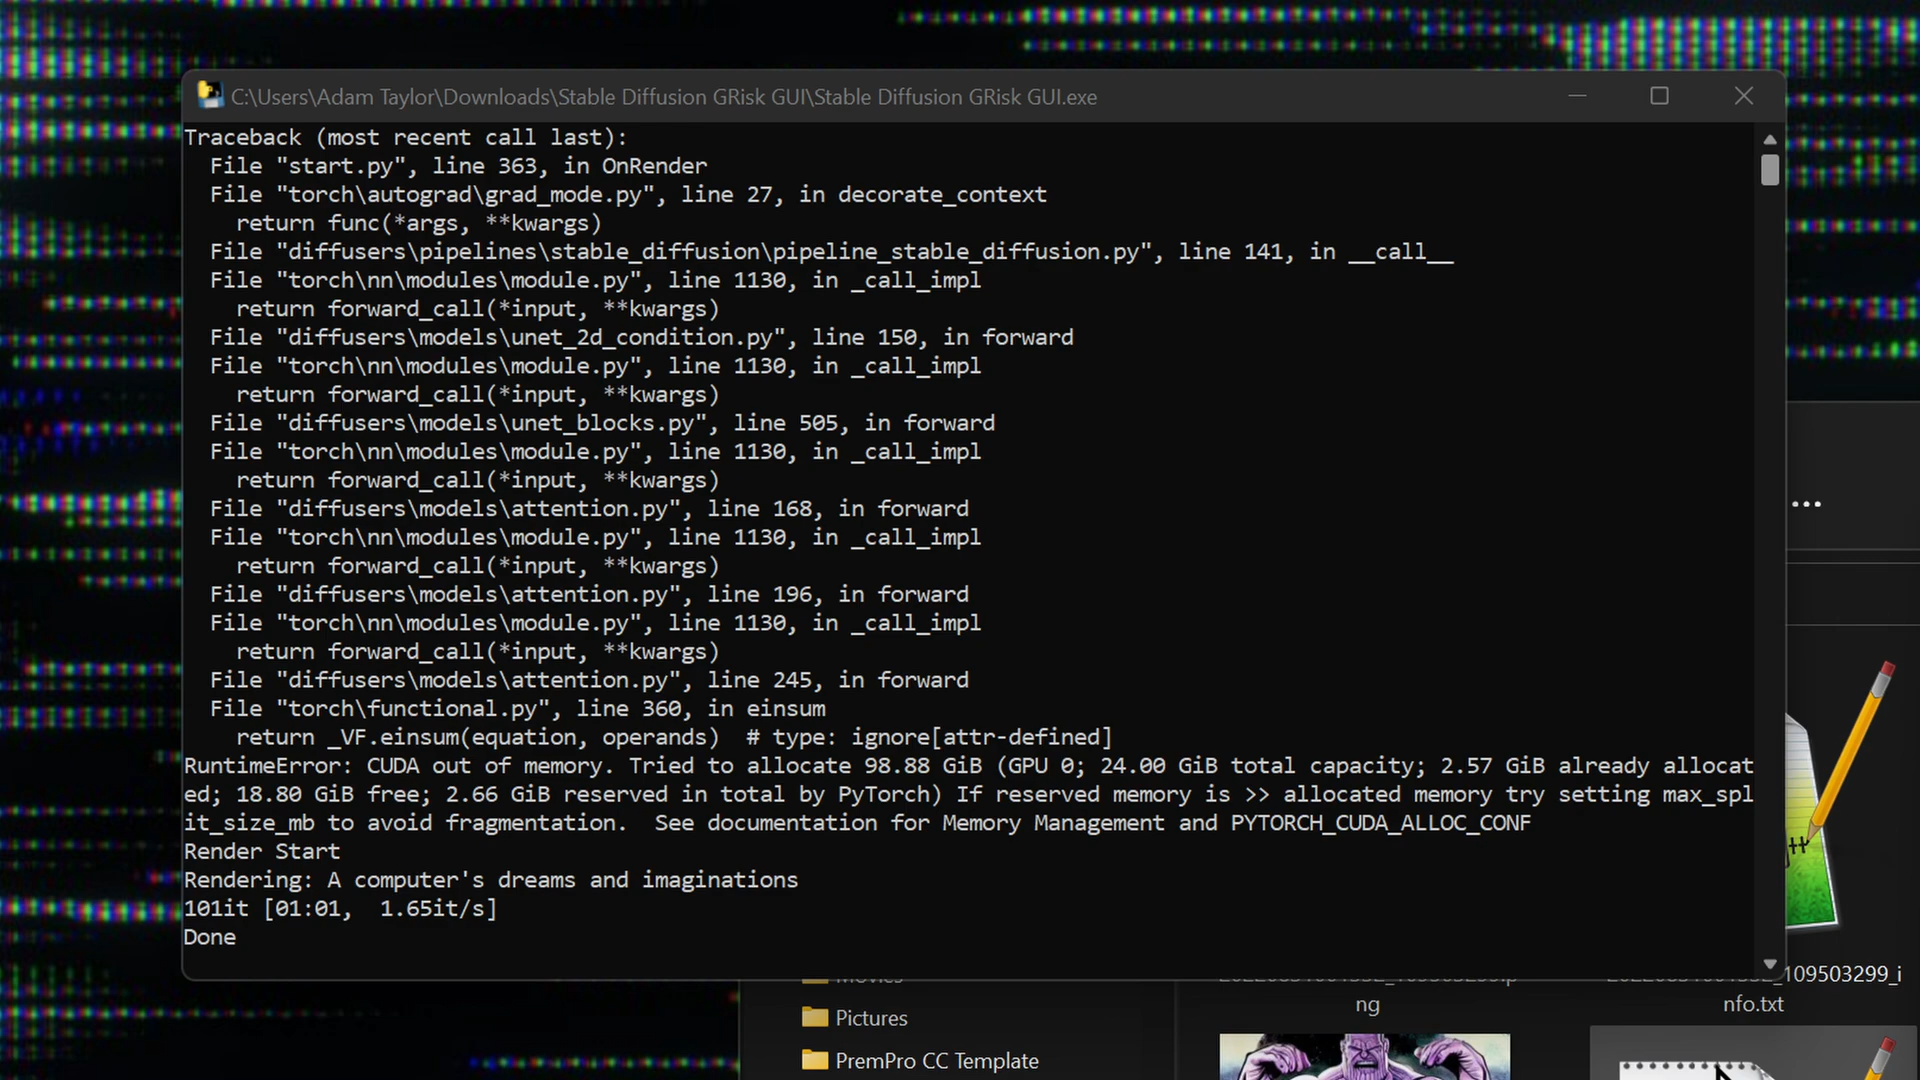 C:\Users\Adam Taylor\Downloads\Stable Diffusion GRisk GUI\Stable Diffusion GRisk GUI.exe
Traceback (most recent call last):
  File "start.py", line 363, in OnRender
  File "torch\autograd\grad_mode.py", line 27, in decorate_context
    return func(*args, **kwargs)
  File "diffusers\pipelines\stable_diffusion\pipeline_stable_diffusion.py", line 141, in __call__
  File "torch\nn\modules\module.py", line 1130, in _call_impl
    return forward_call(*input, **kwargs)
  File "diffusers\models\unet_2d_condition.py", line 150, in forward
  File "torch\nn\modules\module.py", line 1130, in _call_impl
    return forward_call(*input, **kwargs)
  File "diffusers\models\unet_blocks.py", line 505, in forward
  File "torch\nn\modules\module.py", line 1130, in _call_impl
    return forward_call(*input, **kwargs)
  File "diffusers\models\attention.py", line 168, in forward
  File "torch\nn\modules\module.py", line 1130, in _call_impl
    return forward_call(*input, **kwargs)
  File "diffusers\models\attention.py", line 196, in forward
  File "torch\nn\modules\module.py", line 1130, in _call_impl
    return forward_call(*input, **kwargs)
  File "diffusers\models\attention.py", line 245, in forward
  File "torch\functional.py", line 360, in einsum
    return _VF.einsum(equation, operands)  # type: ignore[attr-defined]
RuntimeError: CUDA out of memory. Tried to allocate 98.88 GiB (GPU 0; 24.00 GiB total capacity; 2.57 GiB already allocat
ed; 18.80 GiB free; 2.66 GiB reserved in total by PyTorch) If reserved memory is >> allocated memory try setting max_spl
it_size_mb to avoid fragmentation.  See documentation for Memory Management and PYTORCH_CUDA_ALLOC_CONF
Render Start
Rendering: A computer's dreams and imaginations
101it [01:01,  1.65it/s]
Done
Movies
109503299_i
ng
nfo.txt
Pictures
PremPro CC Template